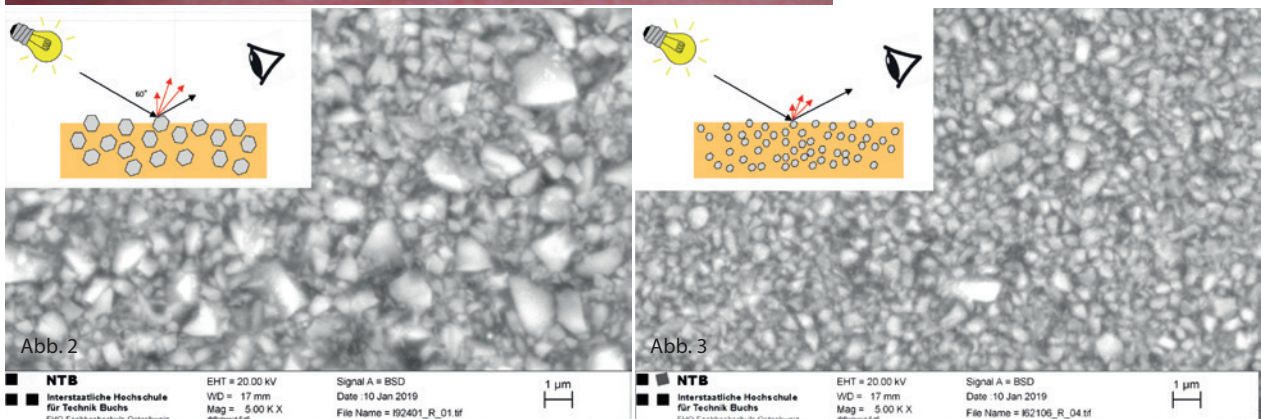 60°
Abb. 2
NTB
Interstaatliche Hochschule
für Technik Buchs
EHT = 20.00 kV
WD = 17 mm
Mag = 5.00 K X
Signal A = BSD
Date :10 Jan 2019
File Name = I92401_R_01.tif
1 µm
Abb. 3
NTB
Interstaatliche Hochschule
für Technik Buchs
EHT = 20.00 kV
WD = 17 mm
Mag = 5.00 K X
Signal A = BSD
Date :10 Jan 2019
File Name = I62106_R_04.tif
1 µm